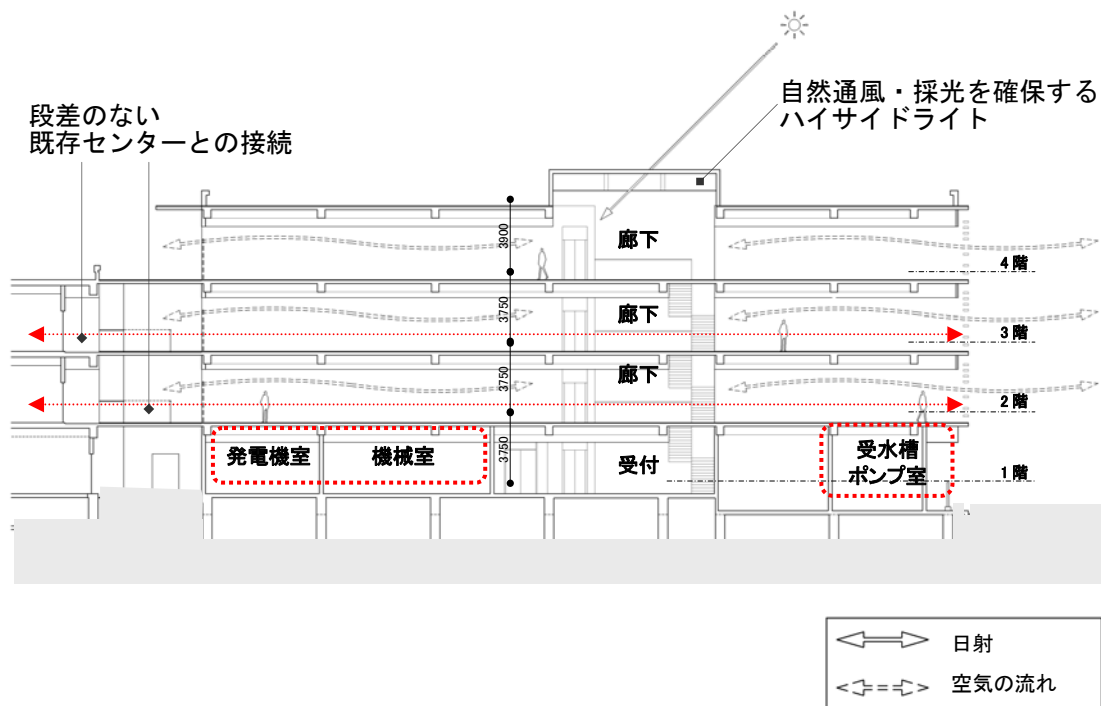 段差のない
既存センターとの接続
自然通風・採光を確保する
ハイサイドライト
廊下
3900
4階
廊下
3750
3階
廊下
3750
2階
発電機室
機械室
3750
受付
受水槽
ポンプ室
1階
日射
空気の流れ